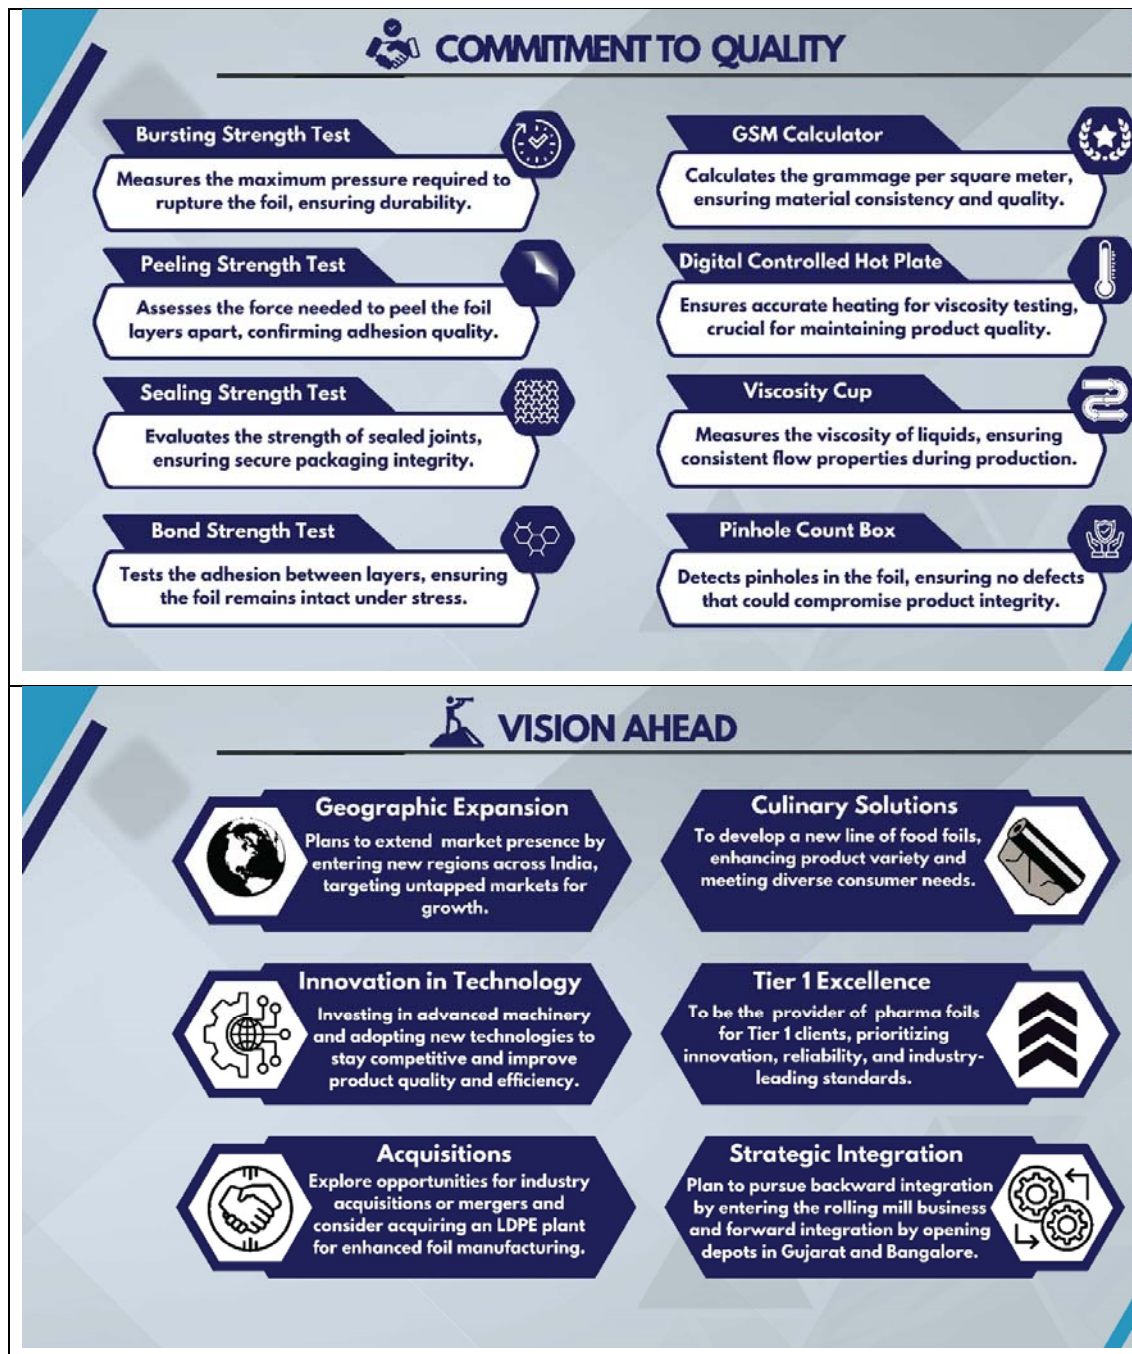 COMMITMENT TO QUALITY
Bursting Strength Test
Measures the maximum pressure required to
rupture the foil, ensuring durability.
Peeling Strength Test
Assesses the force needed to peel the foil
layers apart, confirming adhesion quality.
Sealing Strength Test
Evaluates the strength of sealed joints,
ensuring secure packaging integrity.
Bond Strength Test
Tests the adhesion between layers, ensuring
the foil remains intact under stress.
GSM Calculator
Calculates the grammage per square meter,
ensuring material consistency and quality.
Digital Controlled Hot Plate
Ensures accurate heating for viscosity testing,
crucial for maintaining product quality.
Viscosity Cup
Measures the viscosity of liquids, ensuring
consistent flow properties during production.
Pinhole Count Box
Detects pinholes in the foil, ensuring no defects
that could compromise product integrity.
VISION AHEAD
Geographic Expansion
Plans to extend market presence by
entering new regions across India,
targeting untapped markets for
growth.
Culinary Solutions
To develop a new line of food foils,
enhancing product variety and
meeting diverse consumer needs.
Innovation in Technology
Investing in advanced machinery
and adopting new technologies to
stay competitive and improve
product quality and efficiency.
Tier 1 Excellence
To be the provider of pharma foils
for Tier 1 clients, prioritizing
innovation, reliability, and industry-
leading standards.
Acquisitions
Explore opportunities for industry
acquisitions or mergers and
consider acquiring an LDPE plant
for enhanced foil manufacturing.
Strategic Integration
Plan to pursue backward integration
by entering the rolling mill business
and forward integration by opening
depots in Gujarat and Bangalore.